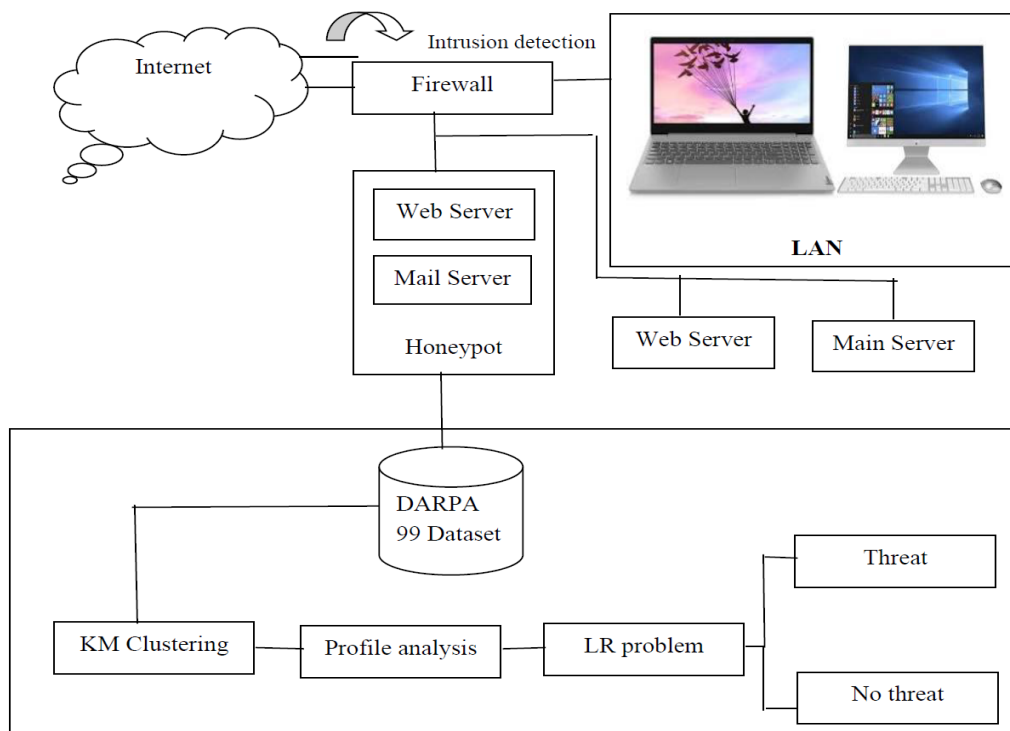 Internet
Intrusion detection
Firewall
Web Server
Mail Server
Honeypot
LAN
Web Server
Main Server
DARPA
99 Dataset
KM Clustering
Profile analysis
LR problem
Threat
No threat